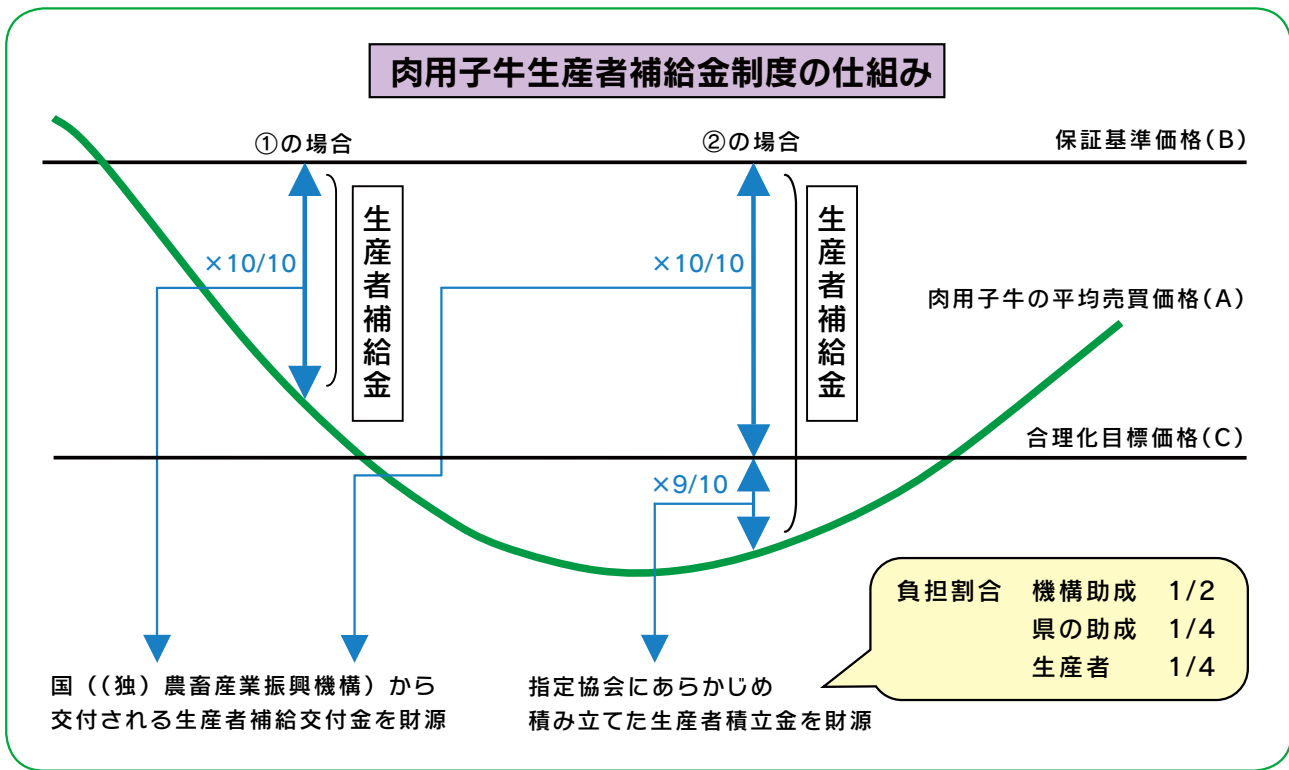 肉用子牛生産者補給金制度の仕組み
①の場合
②の場合
保証基準価格(B)
生産者補給金
生産者補給金
×10/10
×10/10
肉用子牛の平均売買価格(A)
合理化目標価格(C)
×9/10
負担割合 機構助成 1/2
県の助成 1/4
生産者 1/4
国((独)農畜産業振興機構)から
交付される生産者補給交付金を財源
指定協会にあらかじめ
積み立てた生産者積立金を財源